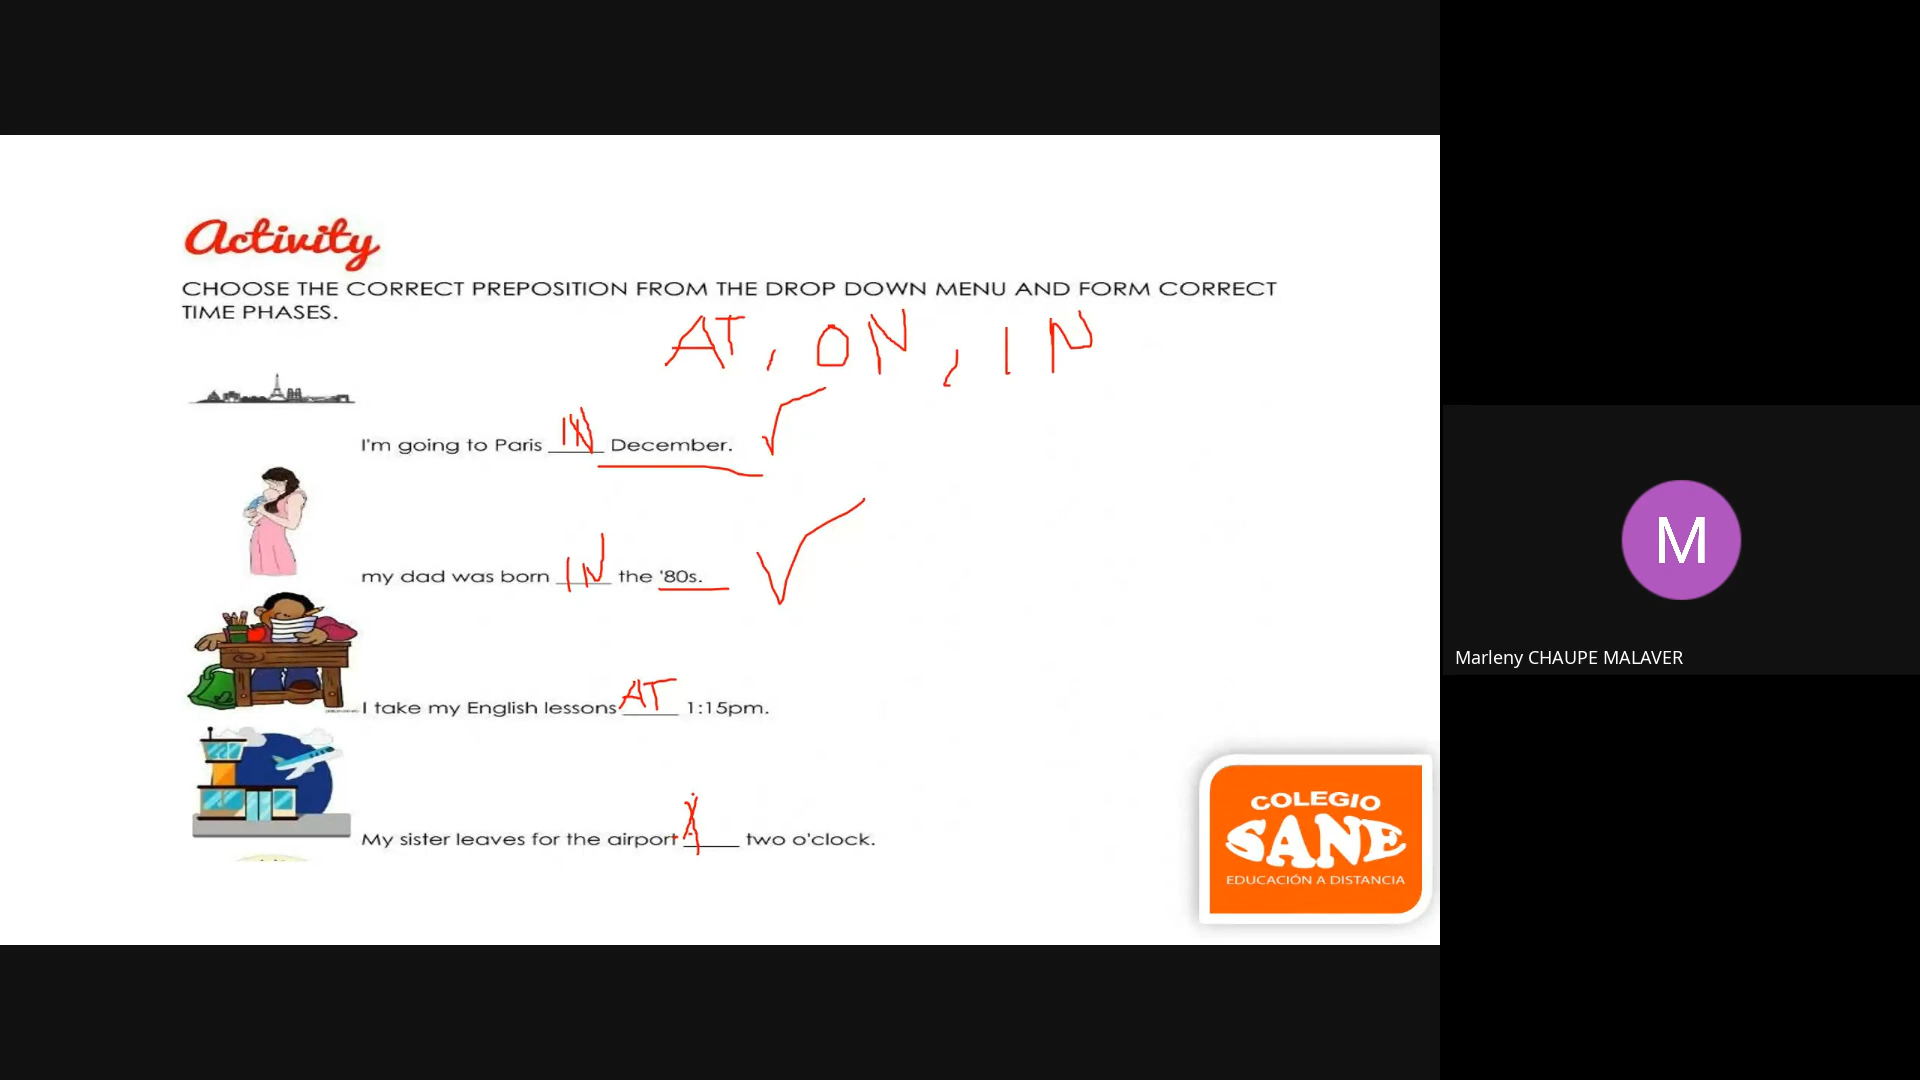 Activity
CHOOSE THE CORRECT PREPOSITION FROM THE DROP DOWN MENU AND FORM CORRECT
TIME PHASES.
AT, ON, IN
I'm going to Paris IN December.
my dad was born IN the '80s.
I take my English lessons AT 1:15pm.
My sister leaves for the airport ____ two o'clock.
COLEGIO
SANE
EDUCACIÓN A DISTANCIA
M
Marleny CHAUPE MALAVER